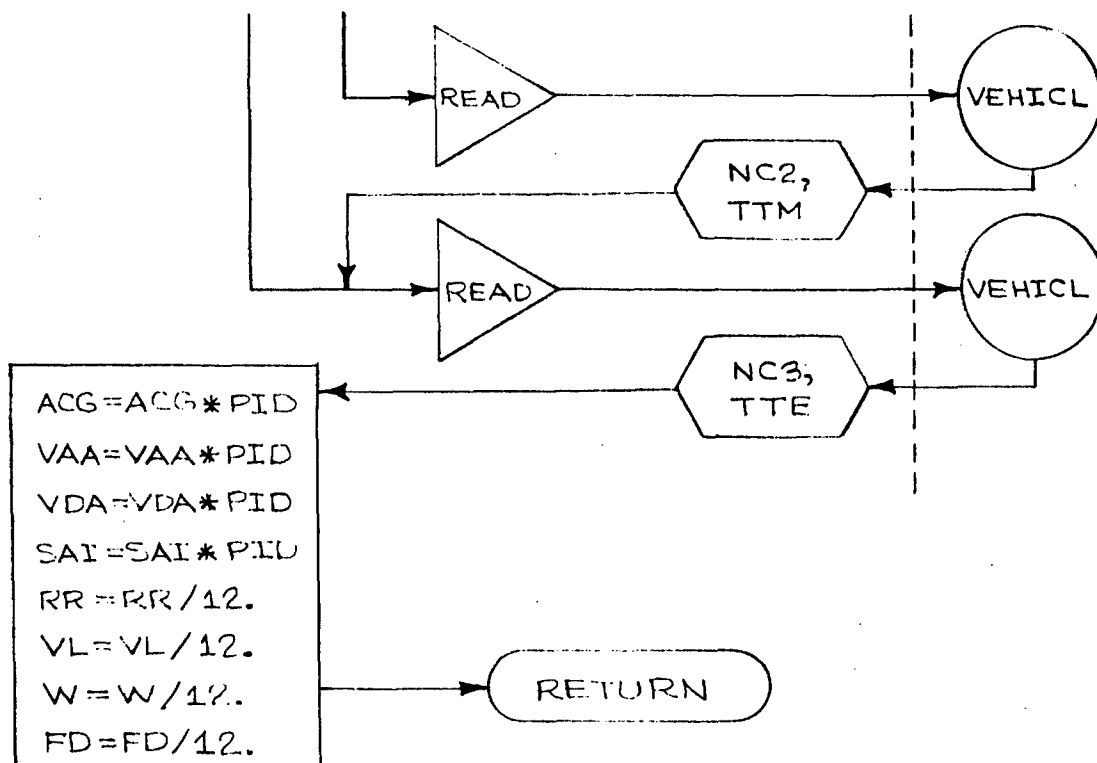 READ
VEHICL
NC2,
TTM
READ
VEHICL
NC3,
TTE
ACG=ACG*PID
VAA=VAA*PID
VDA=VDA*PID
SAI=SAI*PID
RR=RR/12.
VL=VL/12.
W=W/12.
FD=FD/12.
RETURN